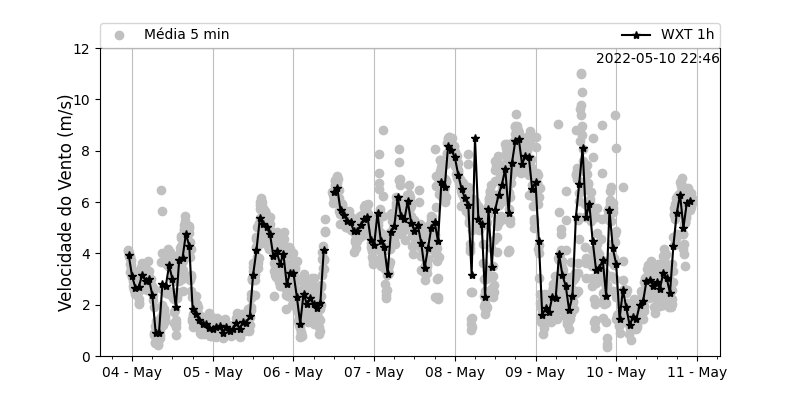 Média 5 min
WXT 1h
2022-05-10 22:46
Velocidade do Vento (m/s)
12
10
8
6
4
2
0
04 - May
05 - May
06 - May
07 - May
08 - May
09 - May
10 - May
11 - May